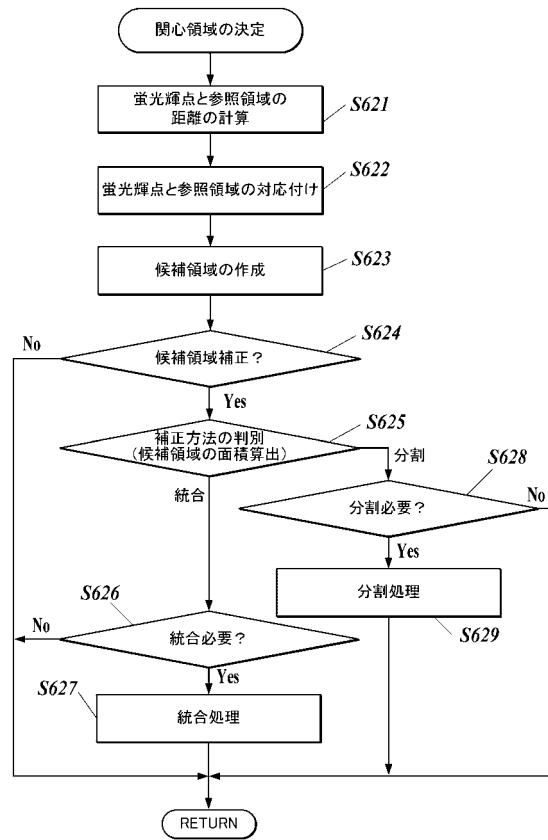 関心領域の決定
蛍光輝点と参照領域の
距離の計算
S621
蛍光輝点と参照領域の対応付け
S622
候補領域の作成
S623
候補領域補正?
S624
No
Yes
補正方法の判別
(候補領域の面積算出)
S625
分割
統合
分割必要?
S628
No
Yes
分割処理
S629
統合必要?
S626
No
Yes
統合処理
S627
RETURN